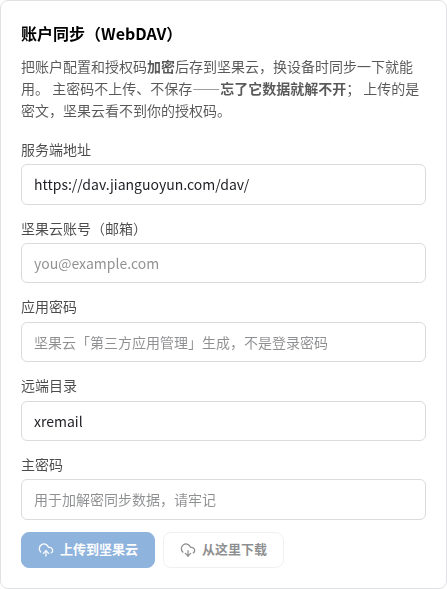 账户同步（WebDAV）
把账户配置和授权码加密后存到坚果云，换设备时同步一下就能
用。 主密码不上传、不保存——忘了它数据就解不开； 上传的是
密文，坚果云看不到你的授权码。
服务端地址
https://dav.jianguoyun.com/dav/
坚果云账号（邮箱）
you@example.com
应用密码
坚果云「第三方应用管理」生成，不是登录密码
远端目录
xremail
主密码
用于加解密同步数据，请牢记
上传到坚果云
从这里下载